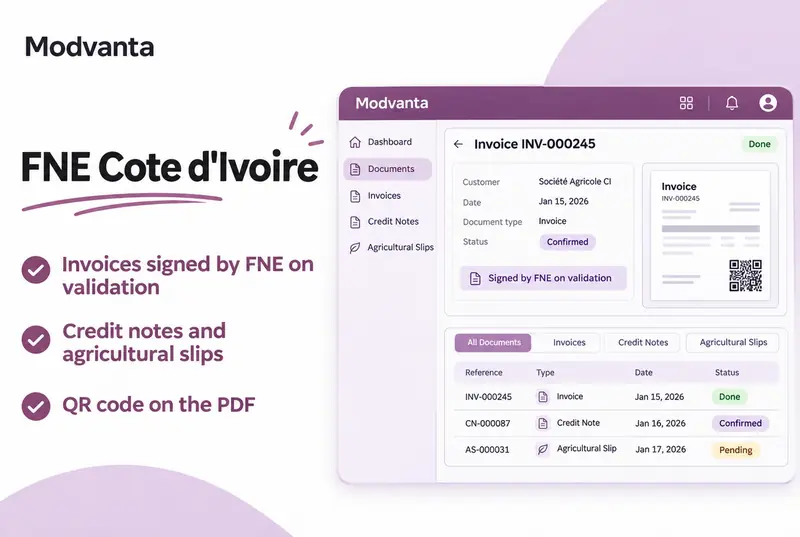 Modvanta
FNE Cote d'Ivoire
Invoices signed by FNE on
validation
Credit notes and
agricultural slips
QR code on the PDF
Modvanta
Dashboard
Documents
Invoices
Credit Notes
Agricultural Slips
Invoice INV-000245
Done
Customer
Société Agricole CI
Date
Jan 15, 2026
Document type
Invoice
Status
Confirmed
Signed by FNE on validation
Invoice
INV-000245
All Documents
Invoices
Credit Notes
Agricultural Slips
Reference
Type
Date
Status
INV-000245
Invoice
Jan 15, 2026
Done
CN-000087
Credit Note
Jan 16, 2026
Confirmed
AS-000031
Agricultural Slip
Jan 17, 2026
Pending